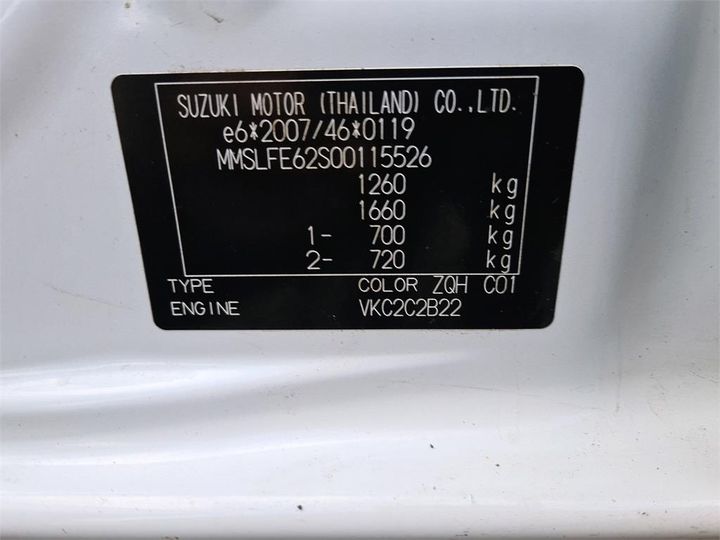 SUZUKI MOTOR (THAILAND) CO.,LTD.
e6*2007/46*0119
MMSLFE62S00115526
1260 kg
1660 kg
1- 700 kg
2- 720 kg
TYPE COLOR ZQH C01
ENGINE VKC2C2B22